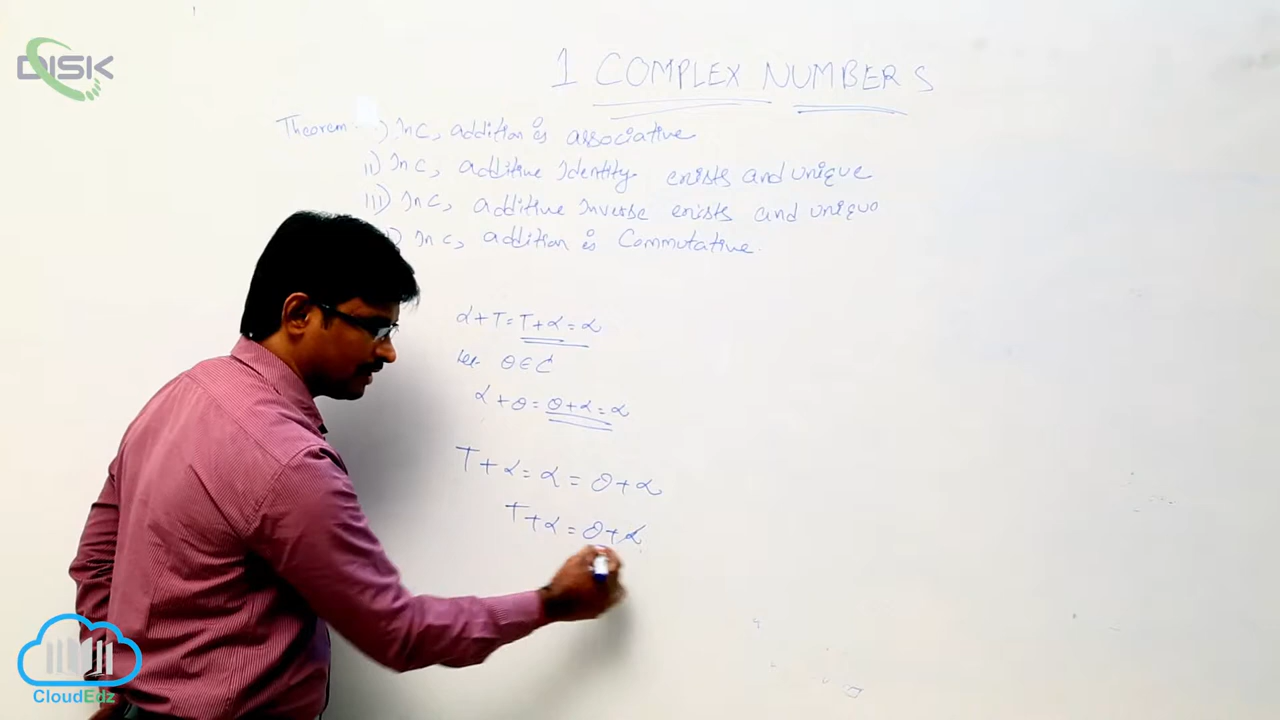 DISK
1 COMPLEX NUMBERS
Theorem :- i) In C, addition is associative
ii) In C, additive Identity exists and unique
iii) In C, additive Inverse exists and unique
) In C, addition is Commutative.
α+T=T+α=α
Let θ∈C
α+θ=θ+α=α
T+α=α=θ+α
T+α=θ+α
CloudEdz